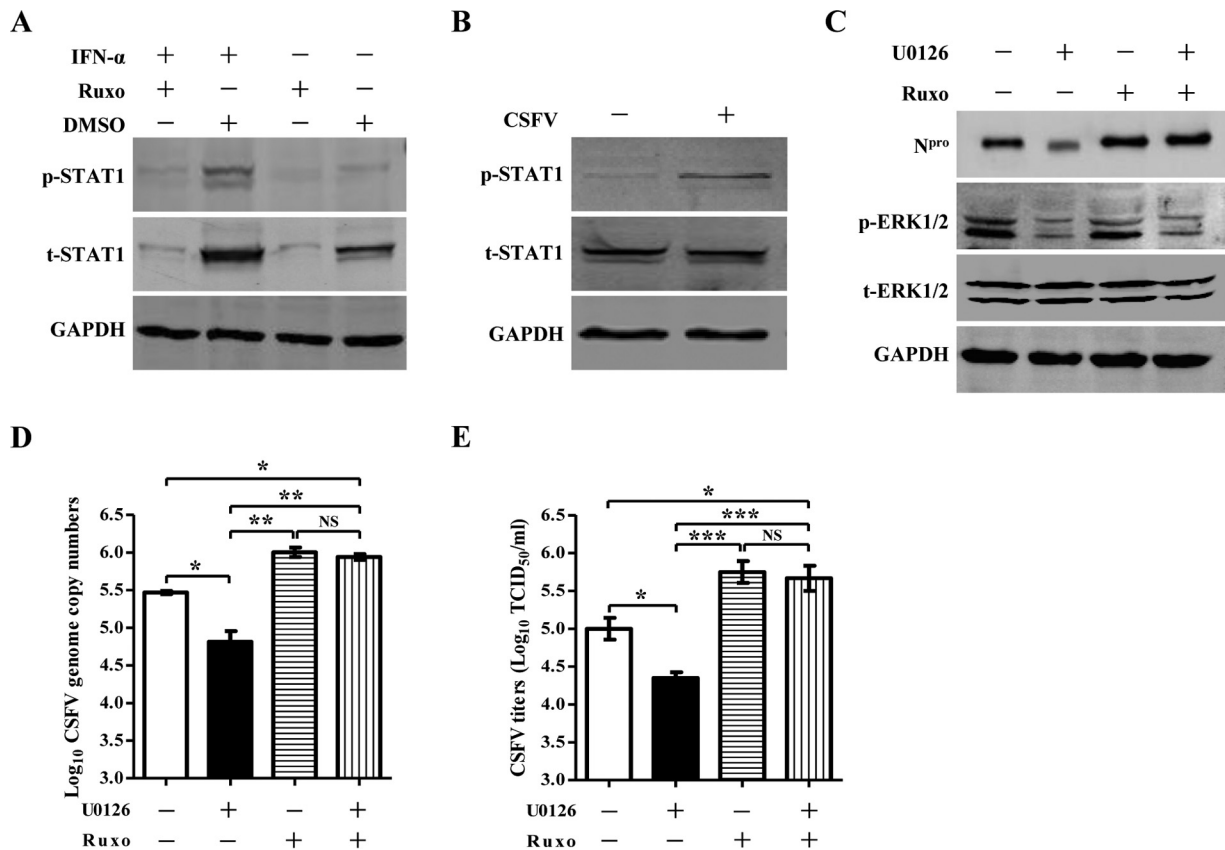 A
IFN-α + + − −
Ruxo + − + −
DMSO − + − +
p-STAT1
t-STAT1
GAPDH
B
CSFV − +
p-STAT1
t-STAT1
GAPDH
C
U0126 − + − +
Ruxo − − + +
Nᵖʳᵒ
p-ERK1/2
t-ERK1/2
GAPDH
D
Log₁₀ CSFV genome copy numbers
6.5
6.0
5.5
5.0
4.5
4.0
3.5
3.0
*
**
** NS
*
U0126 − + − +
Ruxo − − + +
E
CSFV titers (Log₁₀ TCID₅₀/ml)
6.5
6.0
5.5
5.0
4.5
4.0
3.5
3.0
*
***
*** NS
*
U0126 − + − +
Ruxo − − + +